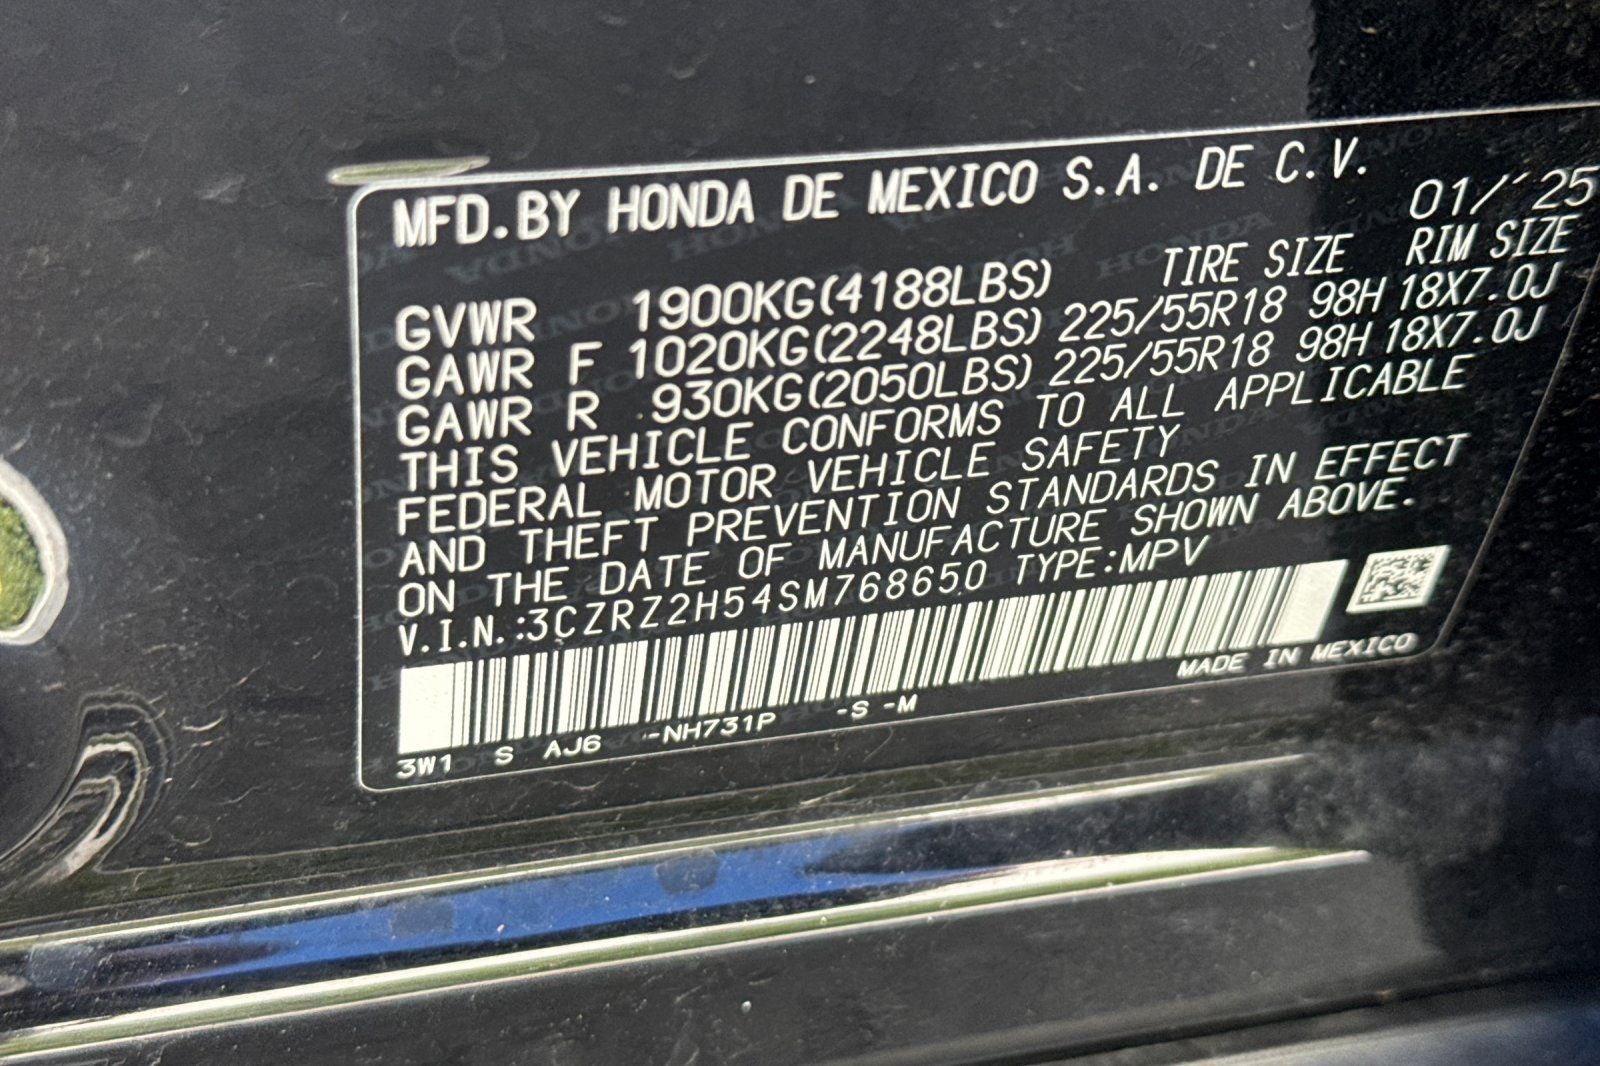 MFD.BY HONDA DE MEXICO S.A. DE C.V.
01/'25
TIRE SIZE RIM SIZE
GVWR 1900KG(4188LBS)
GAWR F 1020KG(2248LBS) 225/55R18 98H 18X7.0J
GAWR R 930KG(2050LBS) 225/55R18 98H 18X7.0J
THIS VEHICLE CONFORMS TO ALL APPLICABLE
FEDERAL MOTOR VEHICLE SAFETY
AND THEFT PREVENTION STANDARDS IN EFFECT
ON THE DATE OF MANUFACTURE SHOWN ABOVE.
V.I.N.:3CZRZ2H54SM768650 TYPE:MPV
MADE IN MEXICO
3W1 S AJ6 -NH731P -S -M